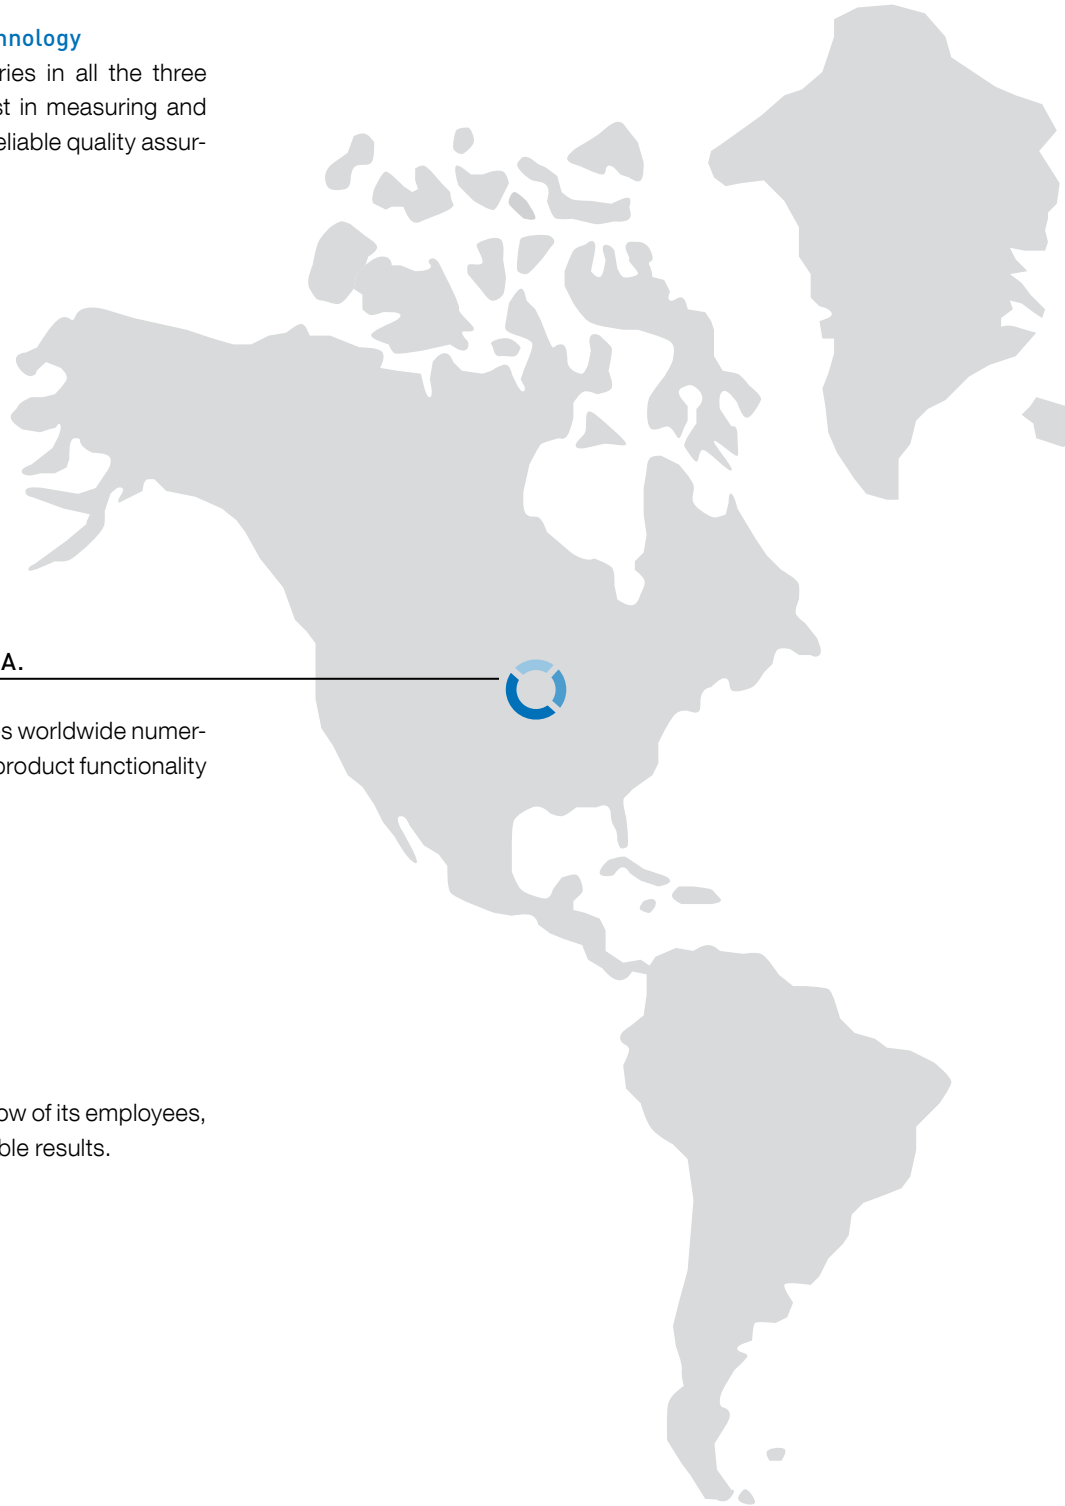 hnology
ries in all the three
st in measuring and
eliable quality assur-
A.
s worldwide numer-
product functionality
ow of its employees,
ble results.